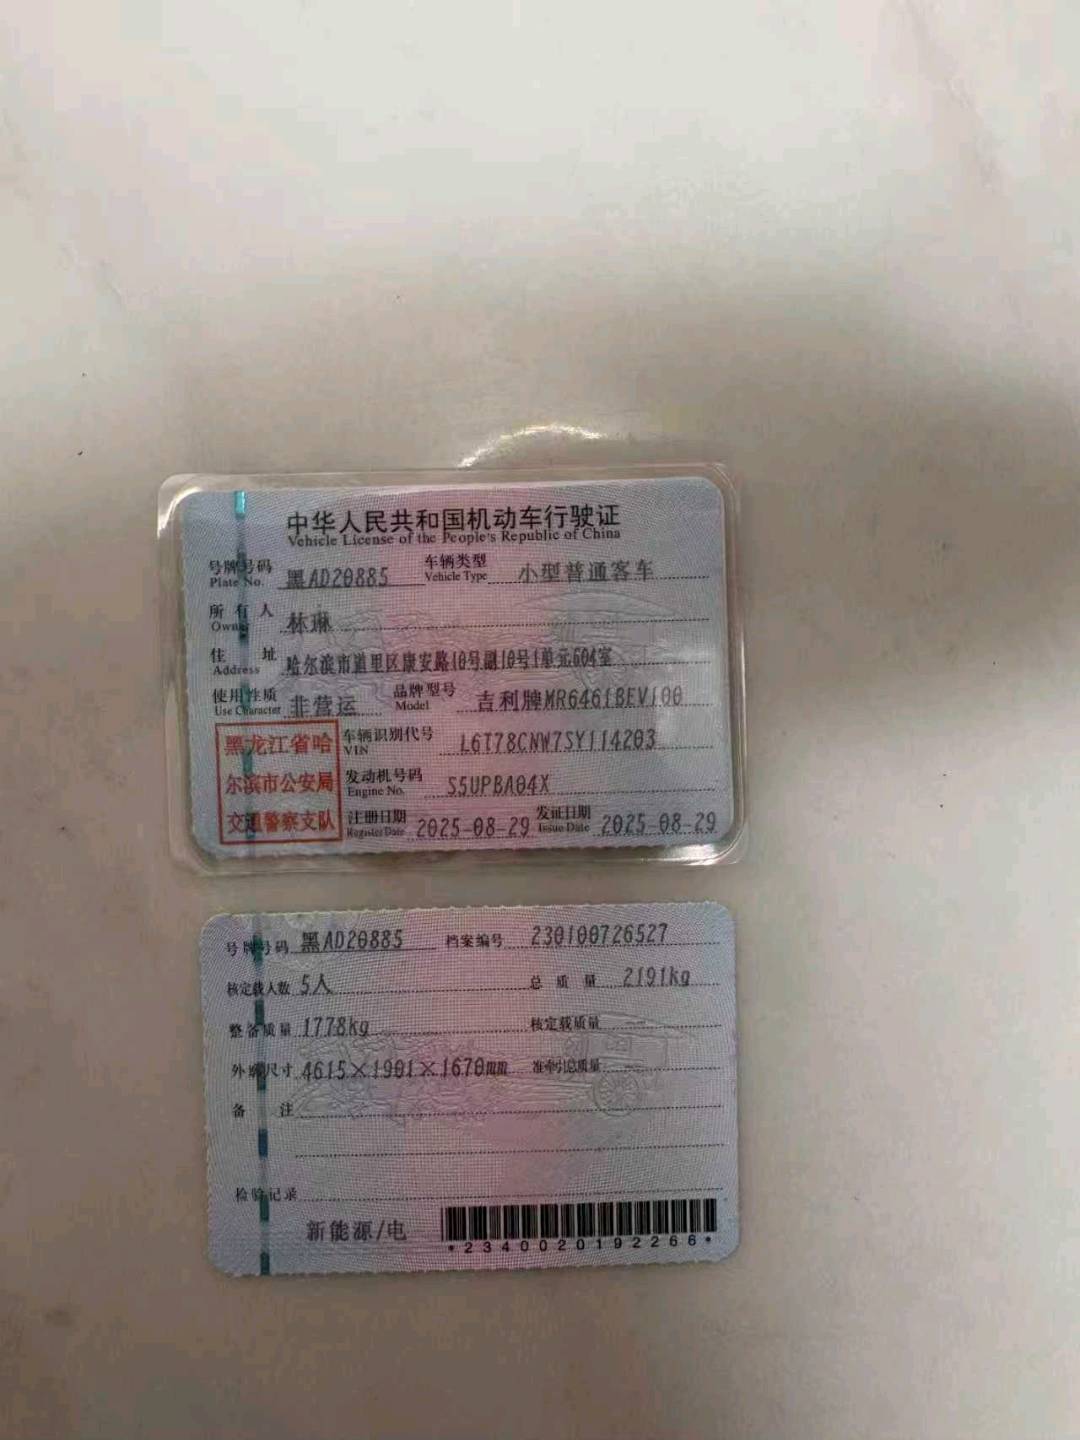 中华人民共和国机动车行驶证
Vehicle License of the People's Republic of China
号牌号码 黑AD20885 车辆类型 小型普通客车
Plate No. Vehicle Type
所有人 林琳
Owner
住址 哈尔滨市道里区康安路10号副10号1单元604室
Address
使用性质 非营运 品牌型号 吉利牌MR6461BEV100
Use Character Model
黑龙江省哈
尔滨市公安局
交通警察支队
车辆识别代号 L6T78CNW7SY114203
VIN
发动机号码 S5UPBA04X
Engine No.
注册日期 2025-08-29 发证日期 2025-08-29
Register Date Issue Date
号牌号码 黑AD20885 档案编号 230100726527
核定载人数 5人 总质量 2191kg
整备质量 1778kg 核定载质量 --
外廓尺寸 4615×1901×1670mm 准牵引总质量 --
备注
检验记录
新能源/电
*2340020192266*